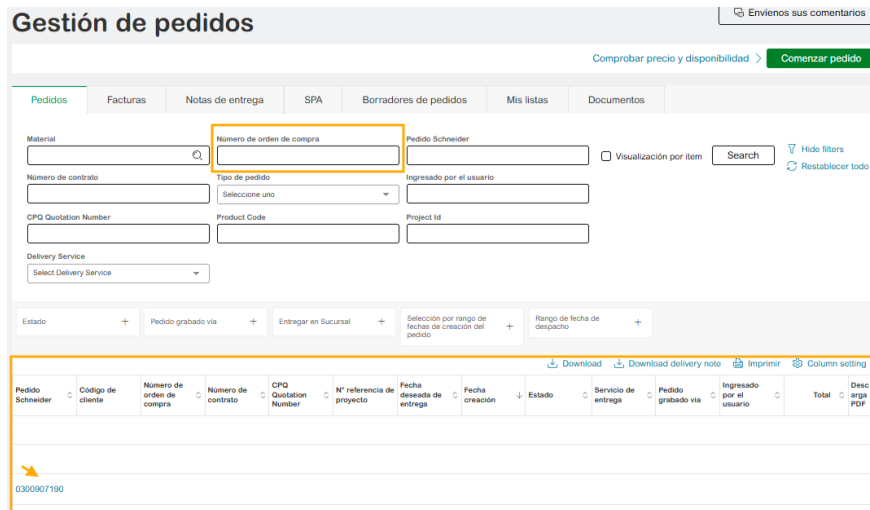 Gestión de pedidos
Envíenos sus comentarios
Comprobar precio y disponibilidad
Comenzar pedido
Pedidos
Facturas
Notas de entrega
SPA
Borradores de pedidos
Mis listas
Documentos
Material
Número de orden de compra
Pedido Schneider
Visualización por item
Search
Hide filters
Restablecer todo
Número de contrato
Tipo de pedido
Seleccione uno
Ingresado por el usuario
CPQ Quotation Number
Product Code
Project Id
Delivery Service
Select Delivery Service
Estado
Pedido grabado vía
Entregar en Sucursal
Selección por rango de
fechas de creación del
pedido
Rango de fecha de
despacho
Download
Download delivery note
Imprimir
Column setting
Pedido
Schneider
Código de
cliente
Número de
orden de
compra
Número de
contrato
CPQ
Quotation
Number
N° referencia de
proyecto
Fecha
deseada de
entrega
Fecha
creación
Estado
Servicio de
entrega
Pedido
grabado vía
Ingresado
por el
usuario
Total
Desc
arga
PDF
0300907190